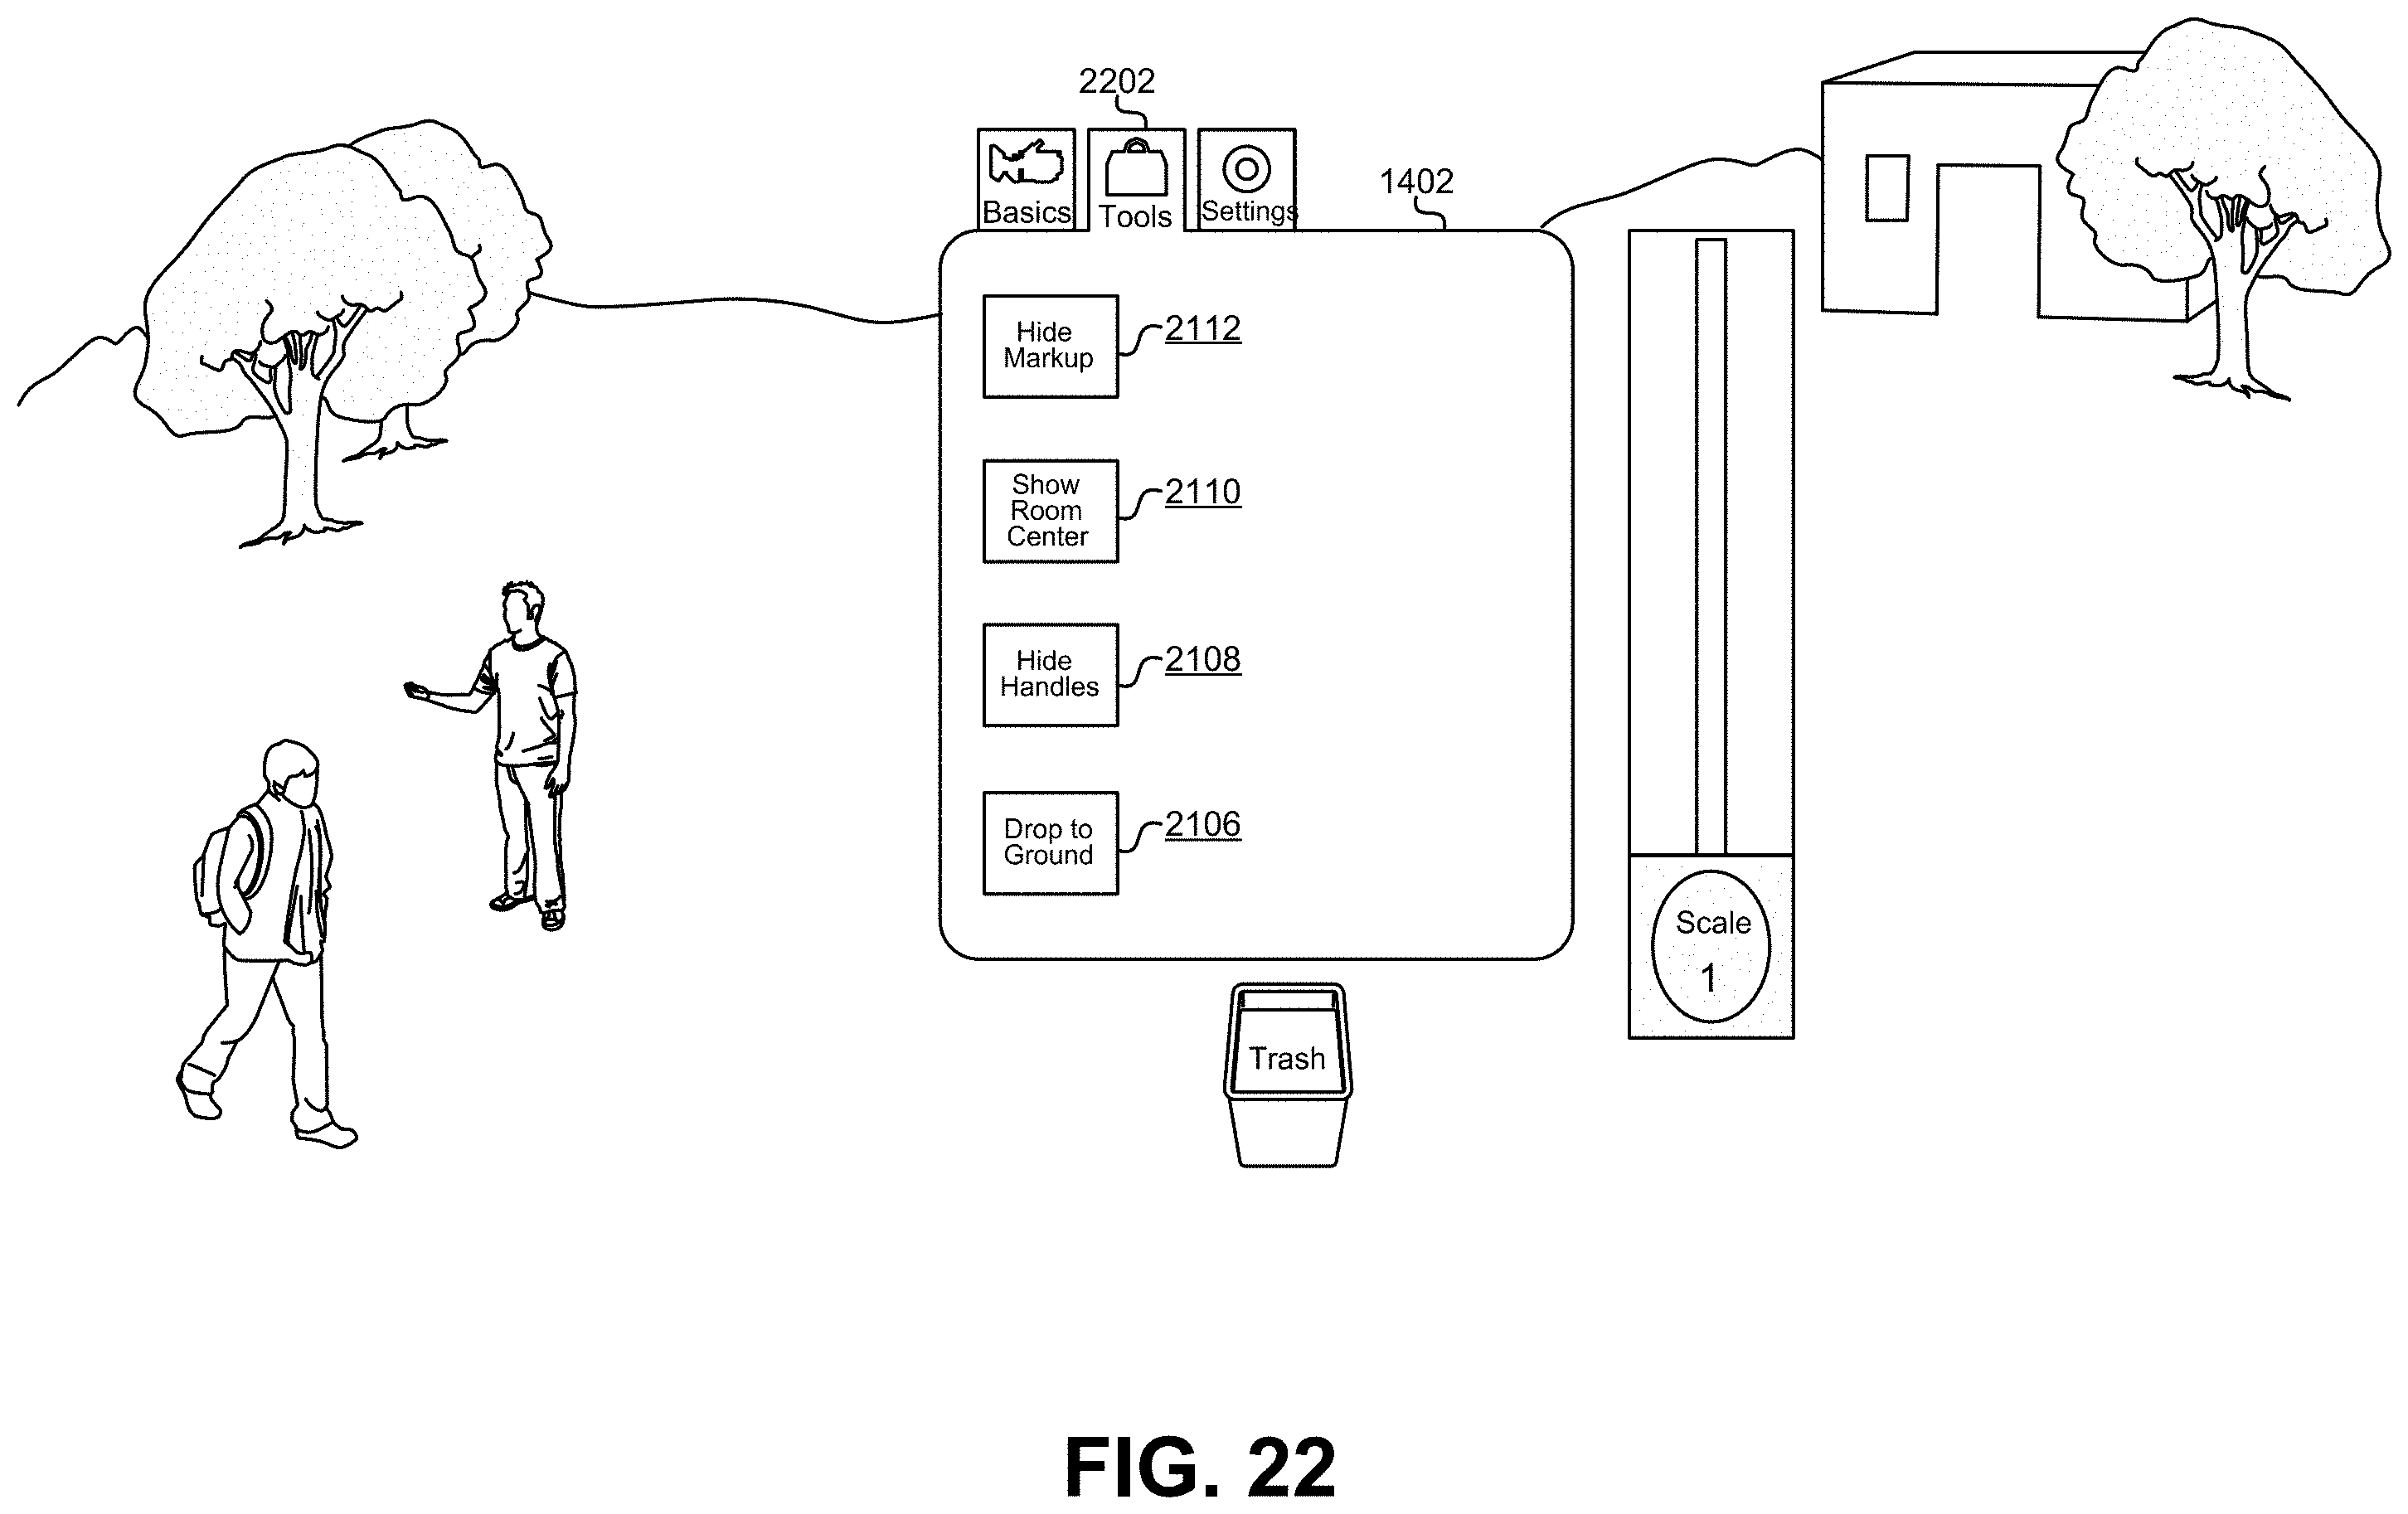 2202
Basics
Tools
Settings
1402
Hide
Markup
2112
Show
Room
Center
2110
Hide
Handles
2108
Drop to
Ground
2106
Scale
1
Trash
FIG. 22